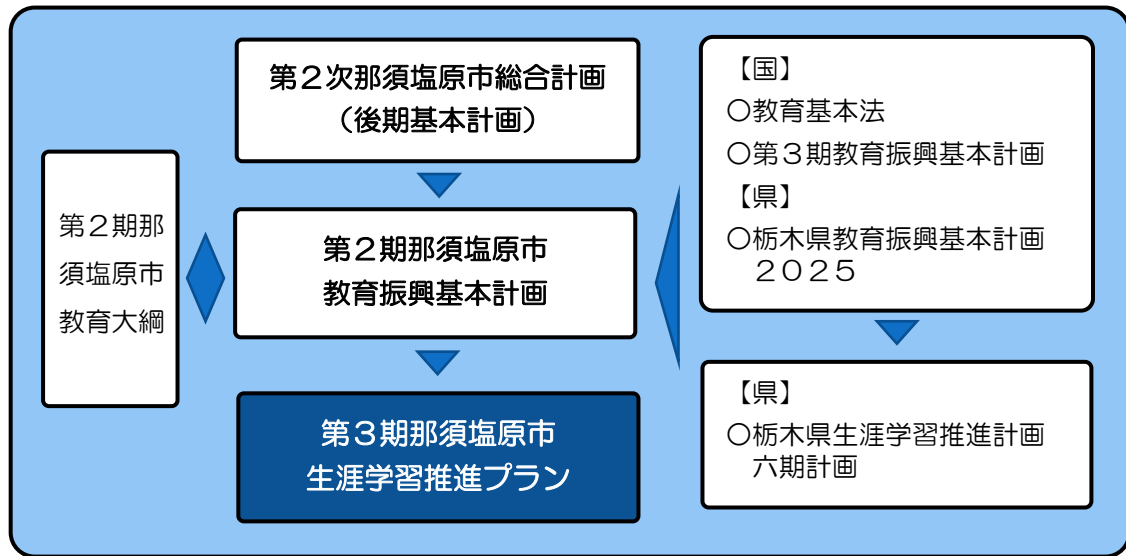 第２次那須塩原市総合計画
（後期基本計画）
第２期那
須塩原市
教育大綱
第２期那須塩原市
教育振興基本計画
第３期那須塩原市
生涯学習推進プラン
【国】
〇教育基本法
〇第３期教育振興基本計画
【県】
〇栃木県教育振興基本計画
２０２５
【県】
〇栃木県生涯学習推進計画
六期計画